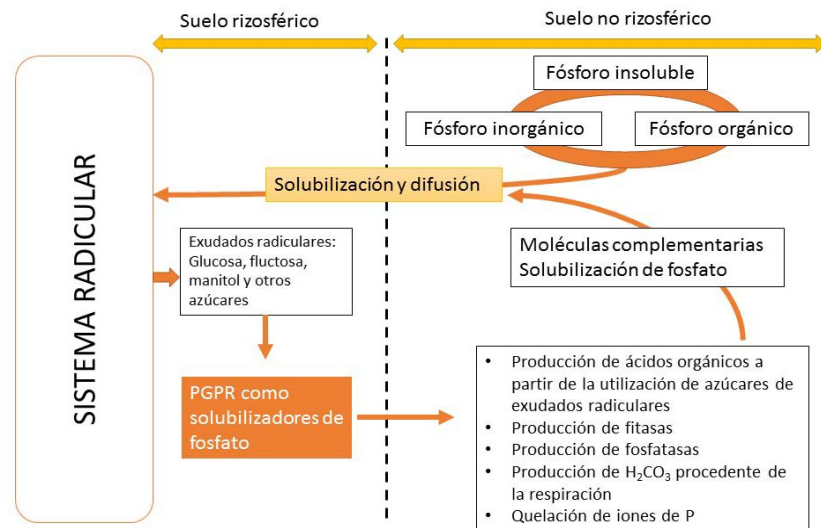 Suelo rizosférico
Suelo no rizosférico
Fósforo insoluble
Fósforo inorgánico
Fósforo orgánico
Solubilización y difusión
SISTEMA RADICULAR
Exudados radiculares:
Glucosa, fluctosa,
manitol y otros
azúcares
Moléculas complementarias
Solubilización de fosfato
PGPR como
solubilizadores de
fosfato
• Producción de ácidos orgánicos a
partir de la utilización de azúcares de
exudados radiculares
• Producción de fitasas
• Producción de fosfatasas
• Producción de H₂CO₃ procedente de
la respiración
• Quelación de iones de P